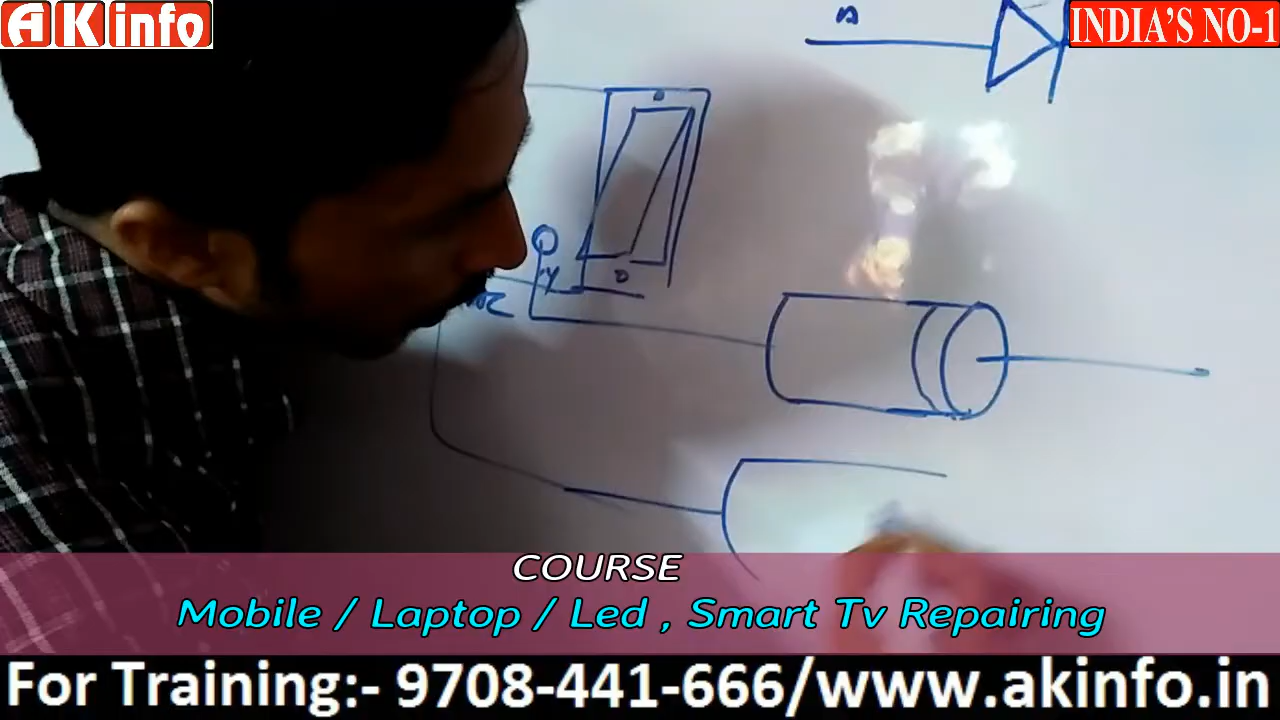 AK info
INDIA'S NO-1
A
COURSE
Mobile / Laptop / Led , Smart Tv Repairing
For Training:- 9708-441-666/www.akinfo.in